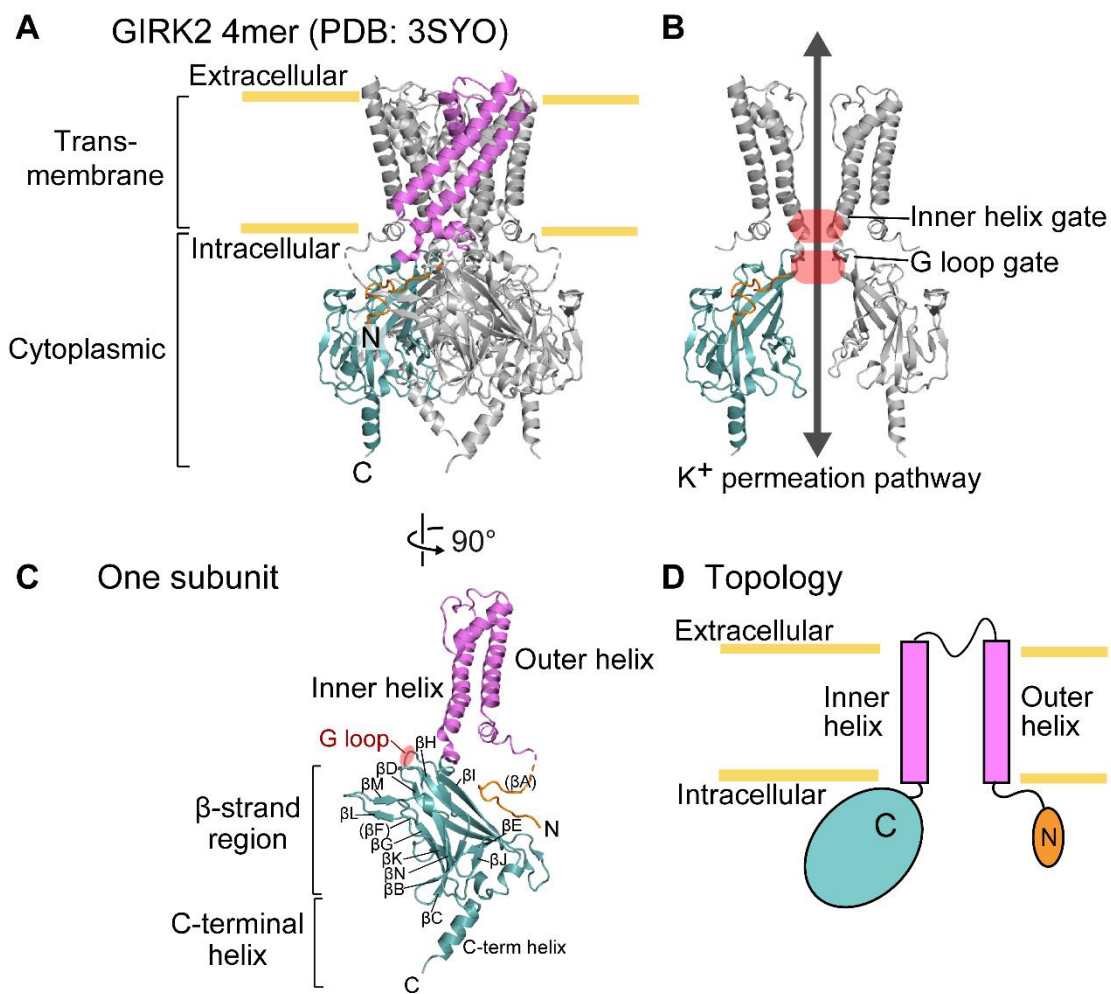 A GIRK2 4mer (PDB: 3SYO)
Extracellular
Trans-
membrane
Intracellular
Cytoplasmic
N
C
B
Inner helix gate
G loop gate
K+ permeation pathway
90°
C One subunit
Outer helix
Inner helix
G loop
βH
βD
βI
(βA)
βM
βL
N
(βF)
βE
βG
βK
βJ
βN
βB
βC
β-strand
region
C-terminal
helix
C-term helix
C
D Topology
Extracellular
Inner
helix
Outer
helix
Intracellular
C
N